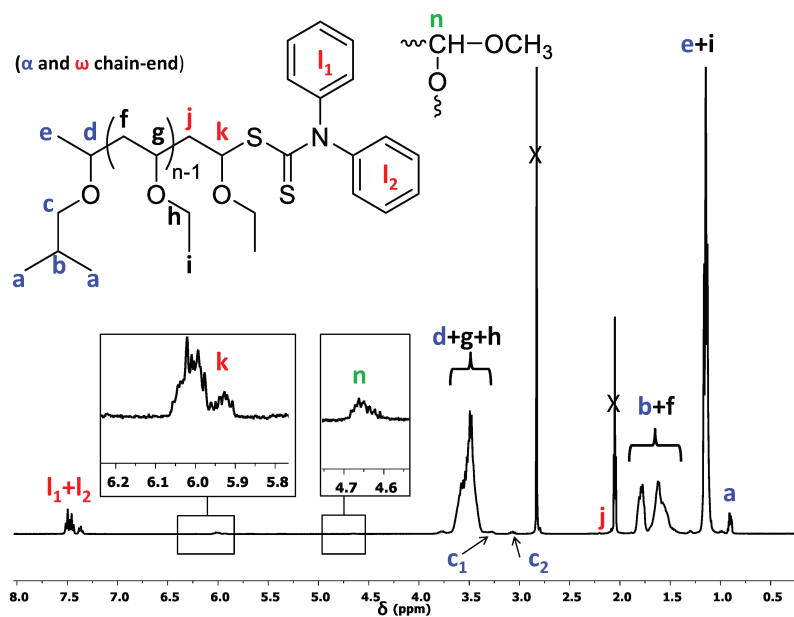 (α and ω chain-end)
n
CH
OCH3
O
l1
l2
e
d
f
g
j
k
S
N
S
n-1
O
O
O
c
h
i
a
b
a
e+i
X
d+g+h
X
b+f
k
6.2 6.1 6.0 5.9 5.8
n
4.7 4.6
l1+l2
c1
c2
j
a
8.0 7.5 7.0 6.5 6.0 5.5 5.0 4.5 4.0 3.5 3.0 2.5 2.0 1.5 1.0 0.5
δ (ppm)